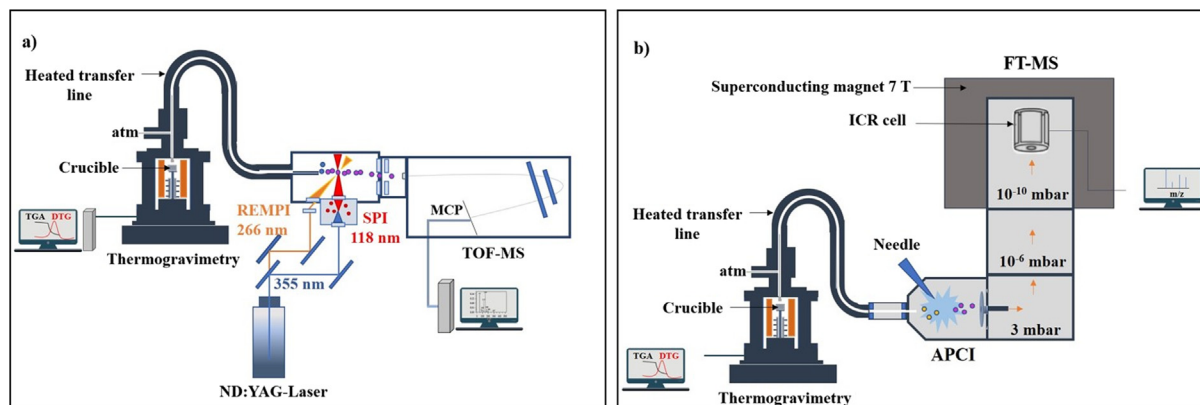 a)
Heated transfer
line
atm
Crucible
TGA DTG
Thermogravimetry
REMPI
266 nm
SPI
118 nm
355 nm
MCP
TOF-MS
ND:YAG-Laser
b)
FT-MS
Superconducting magnet 7 T
ICR cell
10⁻¹⁰ mbar
m/z
Heated transfer
line
Needle
10⁻⁶ mbar
atm
Crucible
3 mbar
APCI
TGA DTG
Thermogravimetry